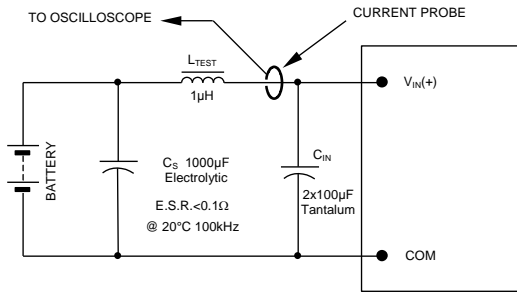 TO OSCILLOSCOPE
CURRENT PROBE
LTEST
1μH
VIN(+)
BATTERY
CS 1000μF
Electrolytic
E.S.R.<0.1Ω
@ 20°C 100kHz
CIN
2x100μF
Tantalum
COM